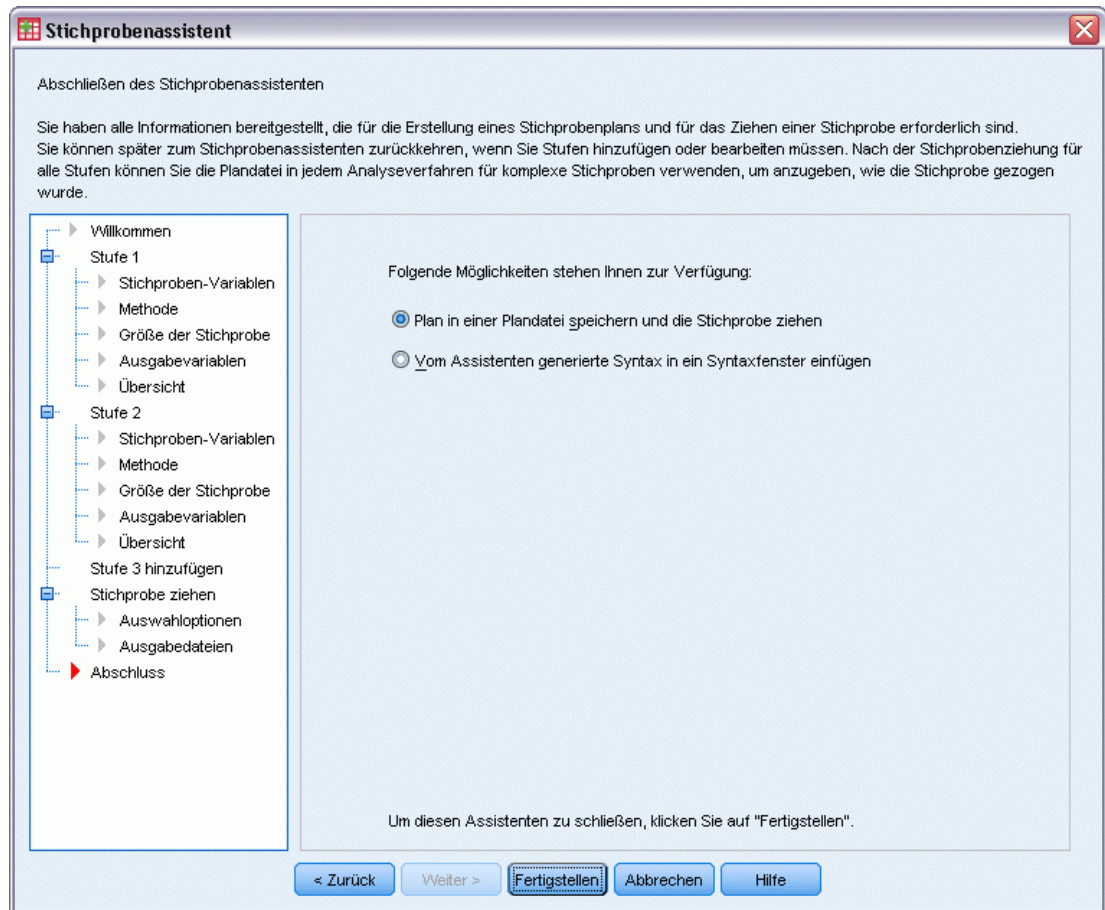 Stichprobenassistent
Abschließen des Stichprobenassistenten
Sie haben alle Informationen bereitgestellt, die für die Erstellung eines Stichprobenplans und für das Ziehen einer Stichprobe erforderlich sind.
Sie können später zum Stichprobenassistenten zurückkehren, wenn Sie Stufen hinzufügen oder bearbeiten müssen. Nach der Stichprobenziehung für
alle Stufen können Sie die Plandatei in jedem Analyseverfahren für komplexe Stichproben verwenden, um anzugeben, wie die Stichprobe gezogen
wurde.
Willkommen
Stufe 1
Stichproben-Variablen
Methode
Größe der Stichprobe
Ausgabevariablen
Übersicht
Stufe 2
Stichproben-Variablen
Methode
Größe der Stichprobe
Ausgabevariablen
Übersicht
Stufe 3 hinzufügen
Stichprobe ziehen
Auswahloptionen
Ausgabedateien
Abschluss
Folgende Möglichkeiten stehen Ihnen zur Verfügung:
Plan in einer Plandatei speichern und die Stichprobe ziehen
Vom Assistenten generierte Syntax in ein Syntaxfenster einfügen
Um diesen Assistenten zu schließen, klicken Sie auf "Fertigstellen".
< Zurück
Weiter >
Fertigstellen
Abbrechen
Hilfe